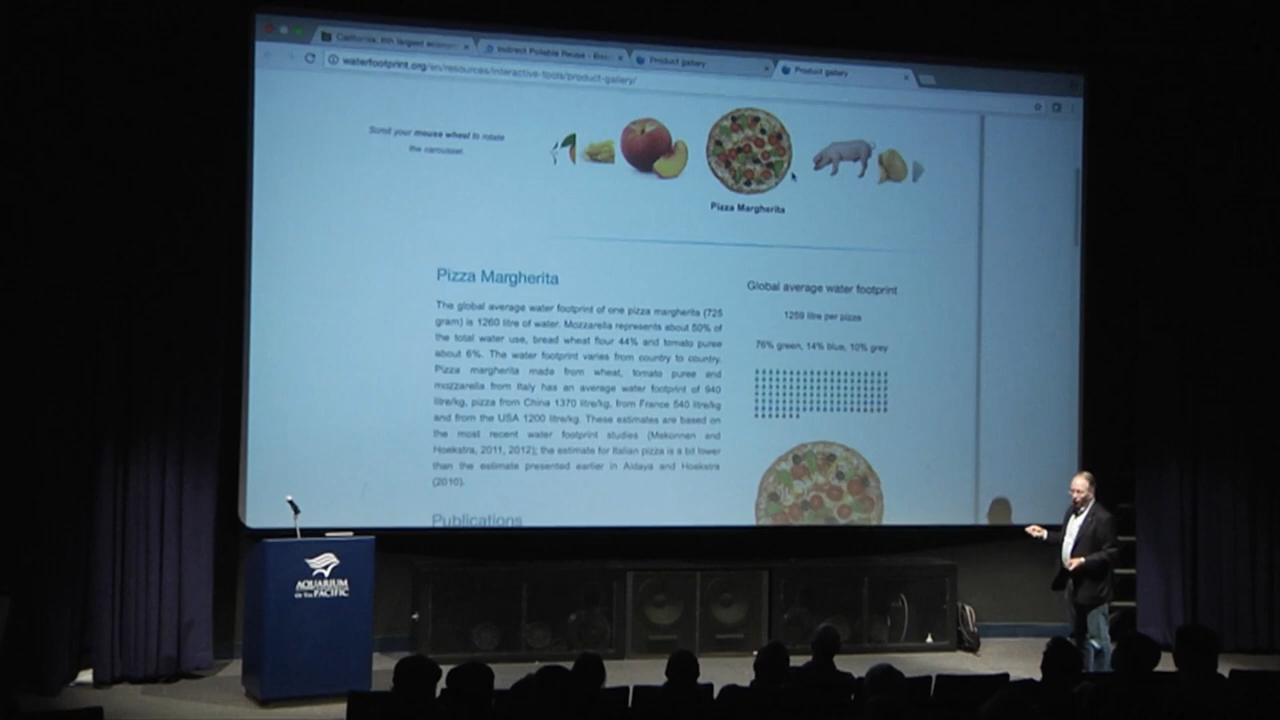 California: 6th largest economy
Indirect Potable Reuse -
Product gallery
Product gallery
waterfootprint.org/en/resources/interactive-tools/product-gallery/
Scroll your mouse wheel to rotate
the carousel.
Pizza Margherita
Pizza Margherita
The global average water footprint of one pizza margherita (725
gram) is 1260 litre of water. Mozzarella represents about 50% of
the total water use, bread wheat flour 44% and tomato puree
about 6%. The water footprint varies from country to country.
Pizza margherita made from wheat, tomato puree and
mozzarella from Italy has an average water footprint of 940
litre/kg, pizza from China 1370 litre/kg, from France 540 litre/kg
and from the USA 1200 litre/kg. These estimates are based on
the most recent water footprint studies (Mekonnen and
Hoekstra, 2011, 2012); the estimate for Italian pizza is a bit lower
than the estimate presented earlier in Aldaya and Hoekstra
(2010).
Publications
Global average water footprint
1259 litre per pizza
76% green, 14% blue, 10% grey
AQUARIUM
OF THE PACIFIC